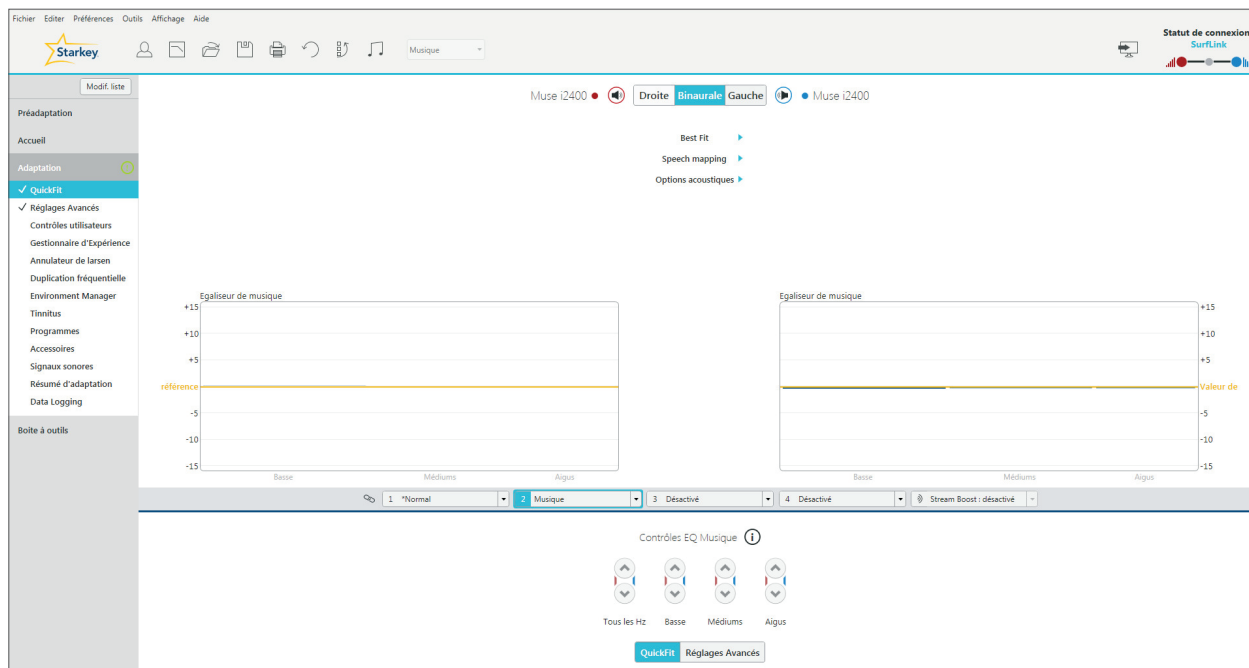 Fichier Editer Préférences Outils Affichage Aide
Starkey
Musique
Statut de connexion
SurfLink
Modif. liste
Muse i2400
Droite Binaurale Gauche
Muse i2400
Préadaptation
Accueil
Adaptation
QuickFit
Réglages Avancés
Contrôles utilisateurs
Gestionnaire d'Expérience
Annulateur de larsen
Duplication fréquentielle
Environment Manager
Tinnitus
Programmes
Accessoires
Signaux sonores
Résumé d'adaptation
Data Logging
Boite à outils
Best Fit
Speech mapping
Options acoustiques
Egaliseur de musique
+15
+10
+5
référence
-5
-10
-15
Basse Médiums Aigus
Egaliseur de musique
+15
+10
+5
Valeur de
-5
-10
-15
Basse Médiums Aigus
1 *Normal
2 Musique
3 Désactivé
4 Désactivé
Stream Boost : désactivé
Contrôles EQ Musique i
Tous les Hz Basse Médiums Aigus
QuickFit Réglages Avancés